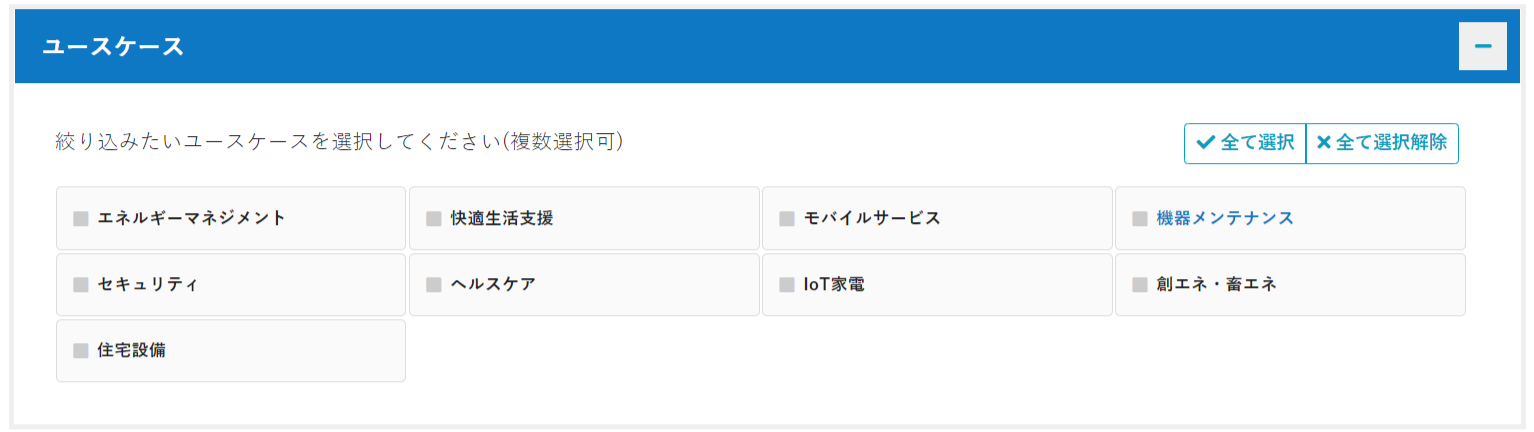 ユースケース
絞り込みたいユースケースを選択してください(複数選択可)
全て選択 全て選択解除
エネルギーマネジメント 快適生活支援 モバイルサービス 機器メンテナンス
セキュリティ ヘルスケア IoT家電 創エネ・畜エネ
住宅設備